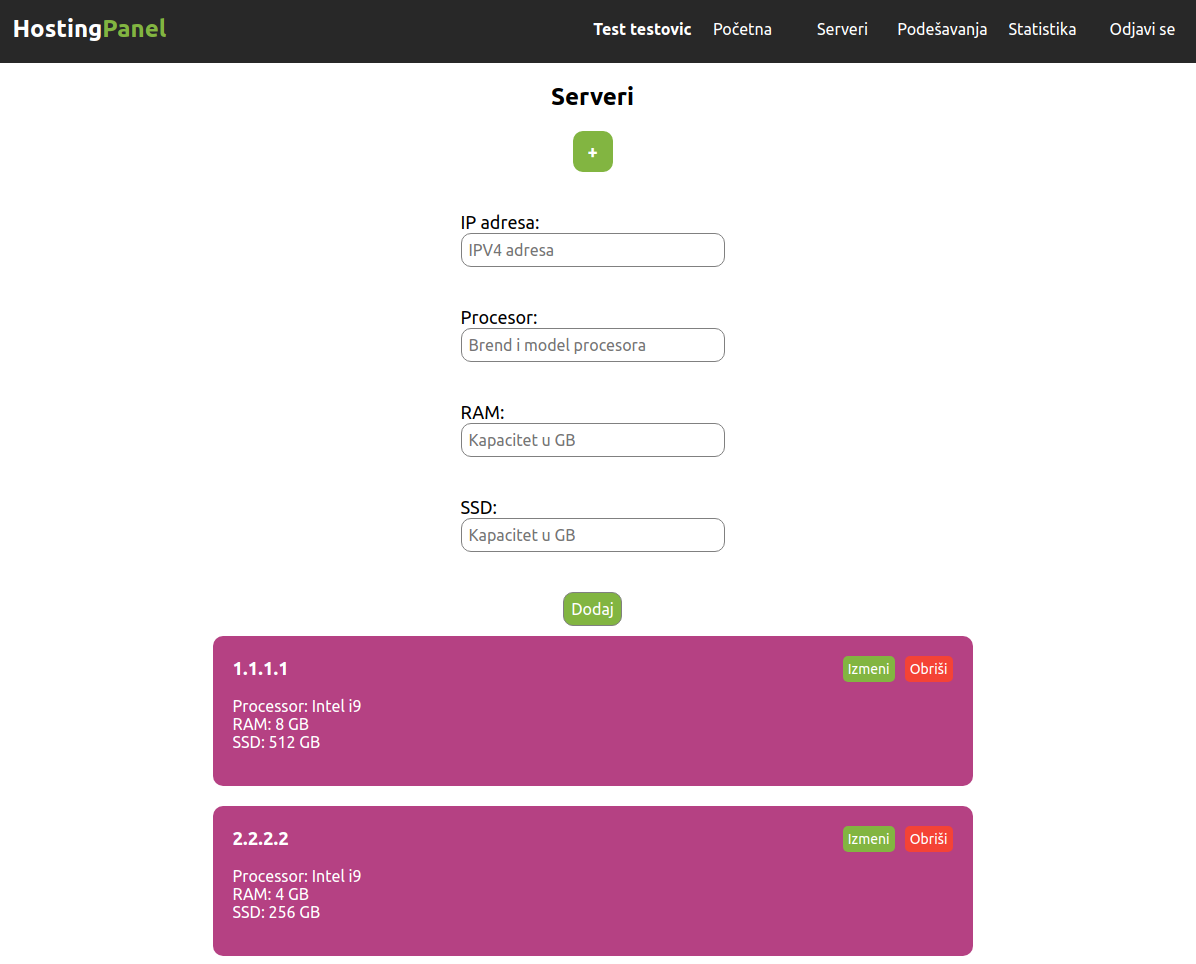 HostingPanel Test testovic Početna Serveri Podešavanja Statistika Odjavi se
Serveri
+
IP adresa:
IPV4 adresa
Procesor:
Brend i model procesora
RAM:
Kapacitet u GB
SSD:
Kapacitet u GB
Dodaj
1.1.1.1 Izmeni Obriši
Processor: Intel i9
RAM: 8 GB
SSD: 512 GB
2.2.2.2 Izmeni Obriši
Processor: Intel i9
RAM: 4 GB
SSD: 256 GB